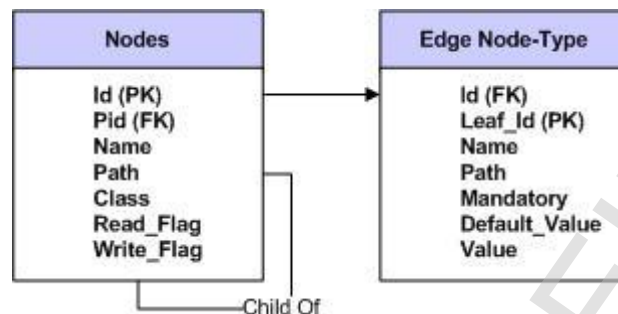 Nodes
Id (PK)
Pid (FK)
Name
Path
Class
Read_Flag
Write_Flag
Child Of
Edge Node-Type
Id (FK)
Leaf_Id (PK)
Name
Path
Mandatory
Default_Value
Value